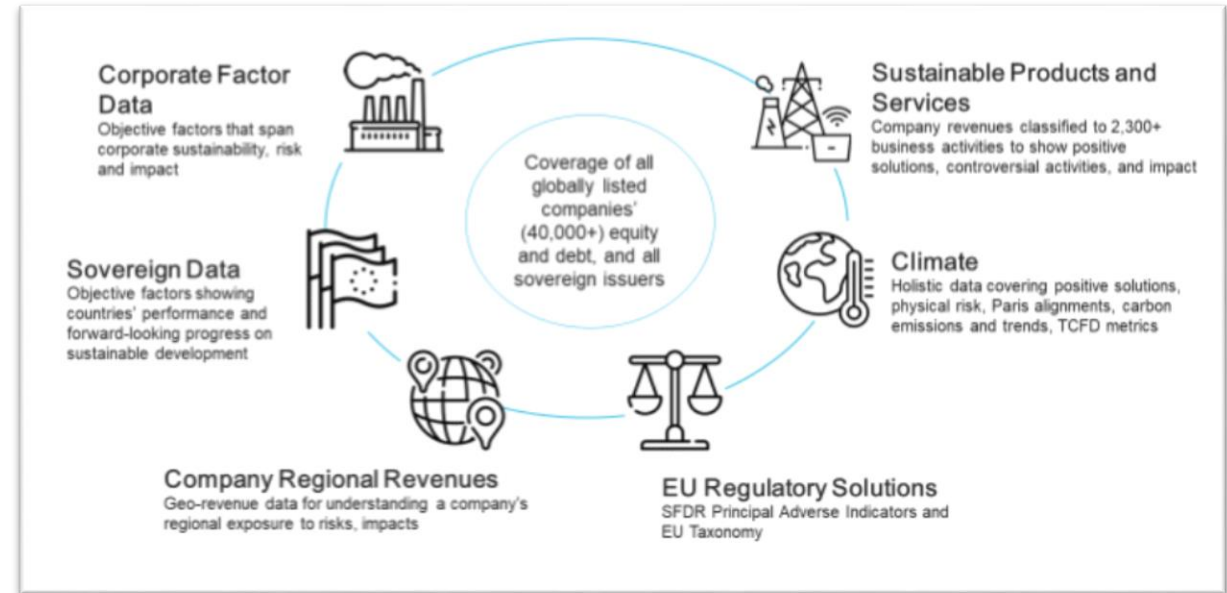 Corporate Factor
Data
Objective factors that span
corporate sustainability, risk
and impact
Sustainable Products and
Services
Company revenues classified to 2,300+
business activities to show positive
solutions, controversial activities, and impact
Coverage of all
globally listed
companies'
(40,000+) equity
and debt, and all
sovereign issuers
Sovereign Data
Objective factors showing
countries' performance and
forward-looking progress on
sustainable development
Climate
Holistic data covering positive solutions,
physical risk, Paris alignments, carbon
emissions and trends, TCFD metrics
Company Regional Revenues
Geo-revenue data for understanding a company's
regional exposure to risks, impacts
EU Regulatory Solutions
SFDR Principal Adverse Indicators and
EU Taxonomy